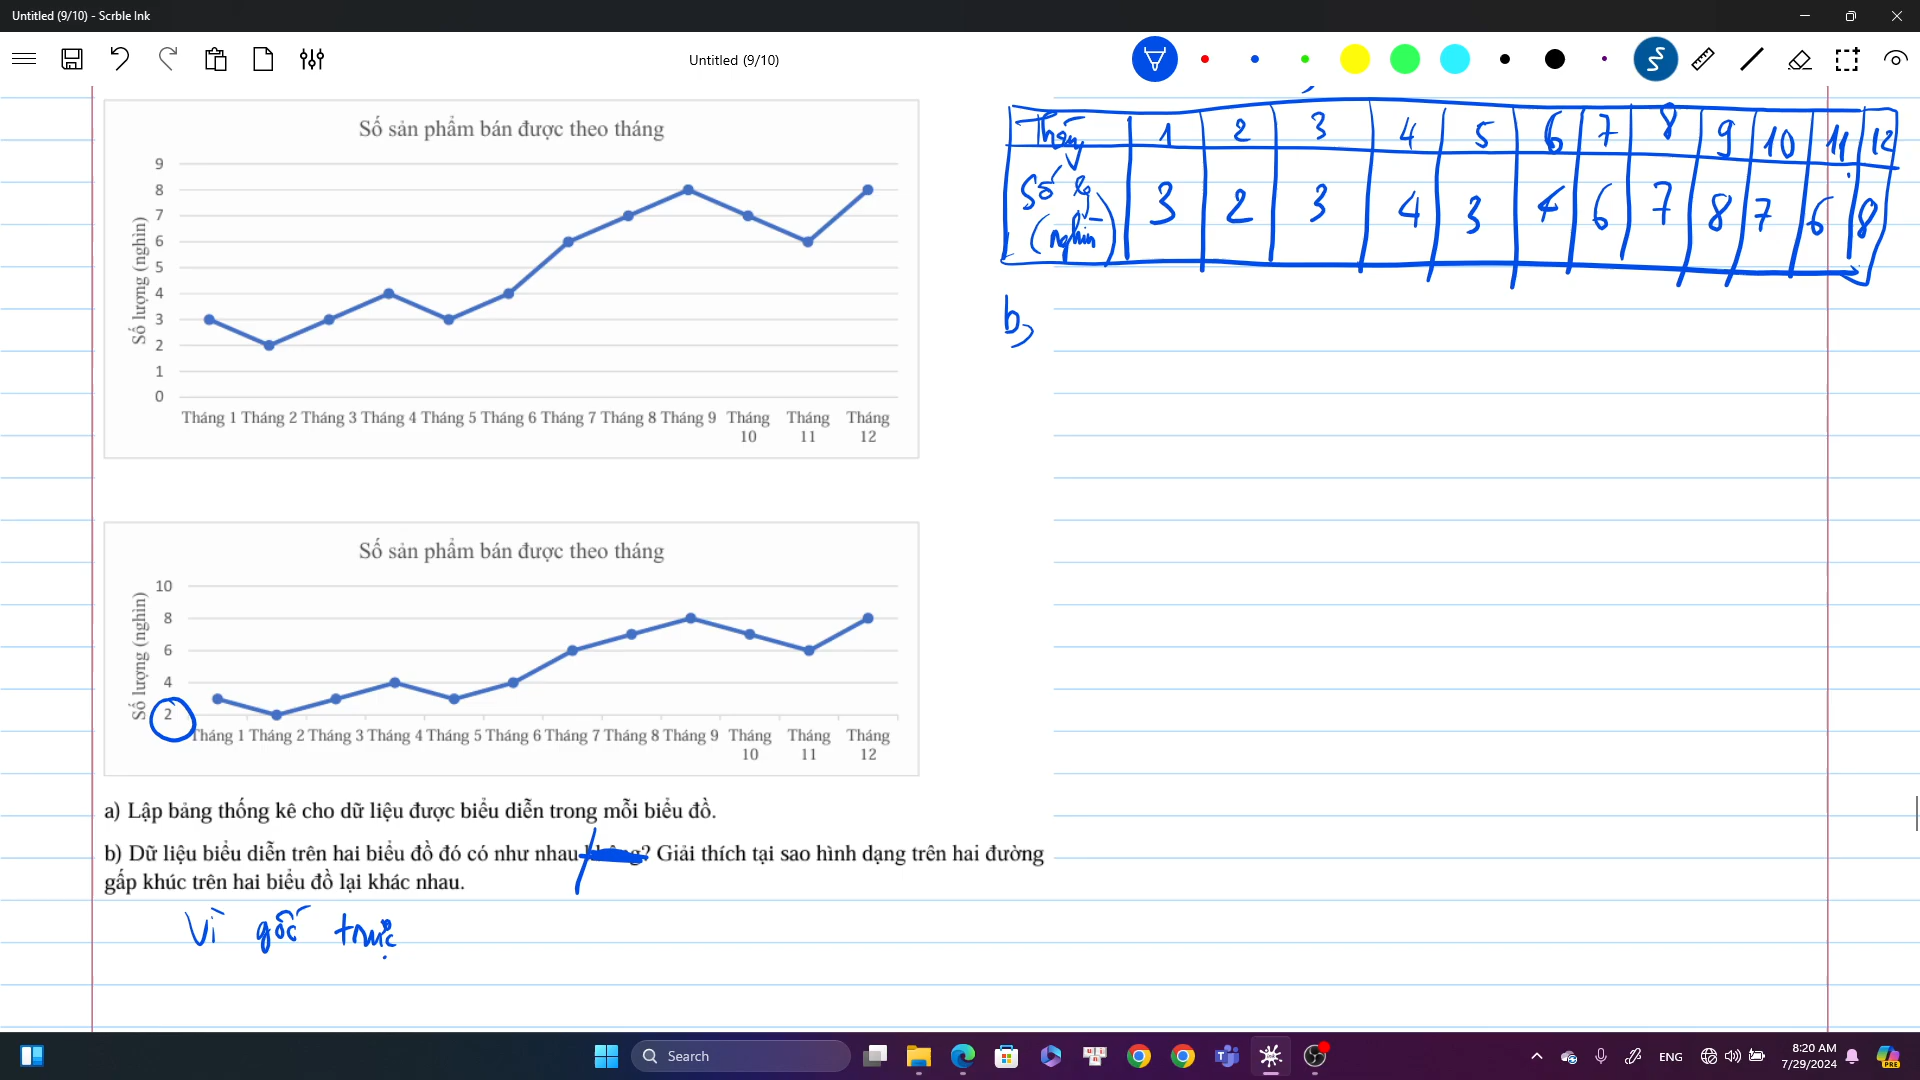 Untitled (9/10) - Scrble Ink
Untitled (9/10)
Số sản phẩm bán được theo tháng
Số lượng (nghìn)
9
8
7
6
5
4
3
2
1
0
Tháng 1 Tháng 2 Tháng 3 Tháng 4 Tháng 5 Tháng 6 Tháng 7 Tháng 8 Tháng 9 Tháng 10 Tháng 11 Tháng 12
Số sản phẩm bán được theo tháng
Số lượng (nghìn)
10
8
6
4
2
Tháng 1 Tháng 2 Tháng 3 Tháng 4 Tháng 5 Tháng 6 Tháng 7 Tháng 8 Tháng 9 Tháng 10 Tháng 11 Tháng 12
a) Lập bảng thống kê cho dữ liệu được biểu diễn trong mỗi biểu đồ.
b) Dữ liệu biểu diễn trên hai biểu đồ đó có như nhau không? Giải thích tại sao hình dạng trên hai đường
gấp khúc trên hai biểu đồ lại khác nhau.
Vì gốc trục
Tháng 1 2 3 4 5 6 7 8 9 10 11 12
Số lg 3 2 3 4 3 4 6 7 8 7 6 8
(nghìn)
b,
Search
ENG
8:20 AM
7/29/2024
PRE